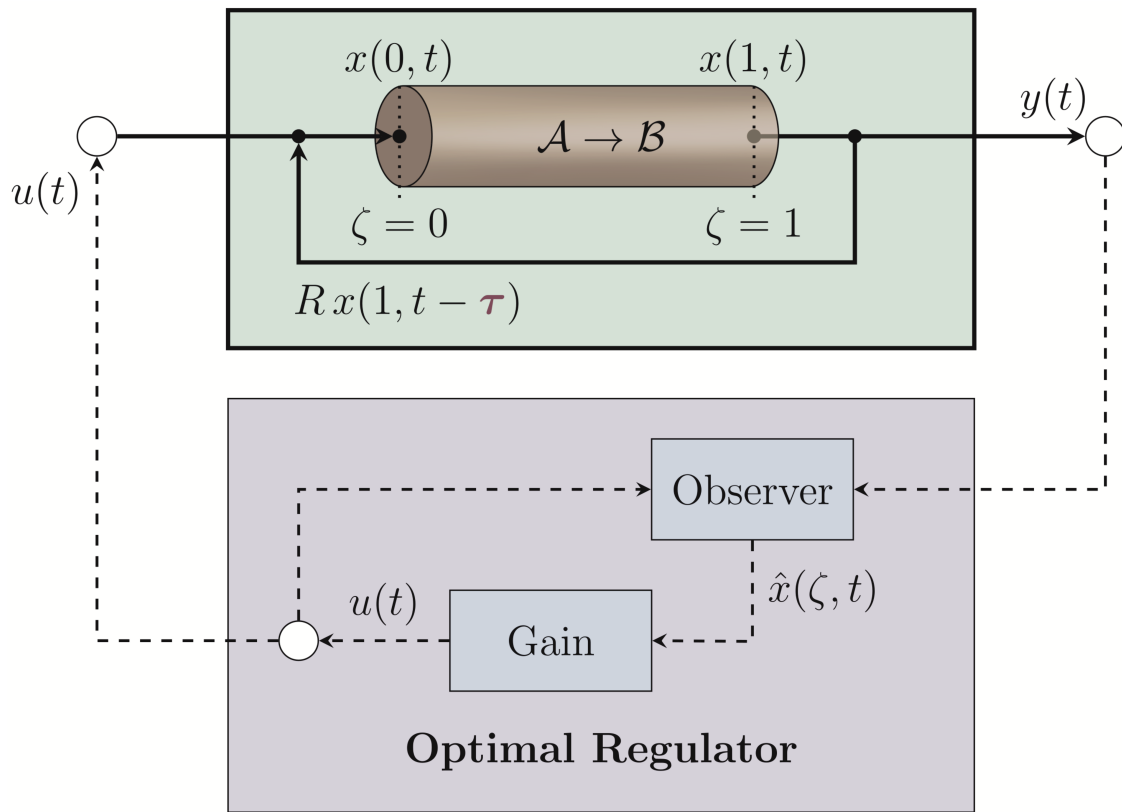 x(0, t)
x(1, t)
y(t)
𝒜 → ℬ
u(t)
ζ = 0
ζ = 1
R x(1, t − τ)
Observer
x̂(ζ, t)
u(t)
Gain
Optimal Regulator